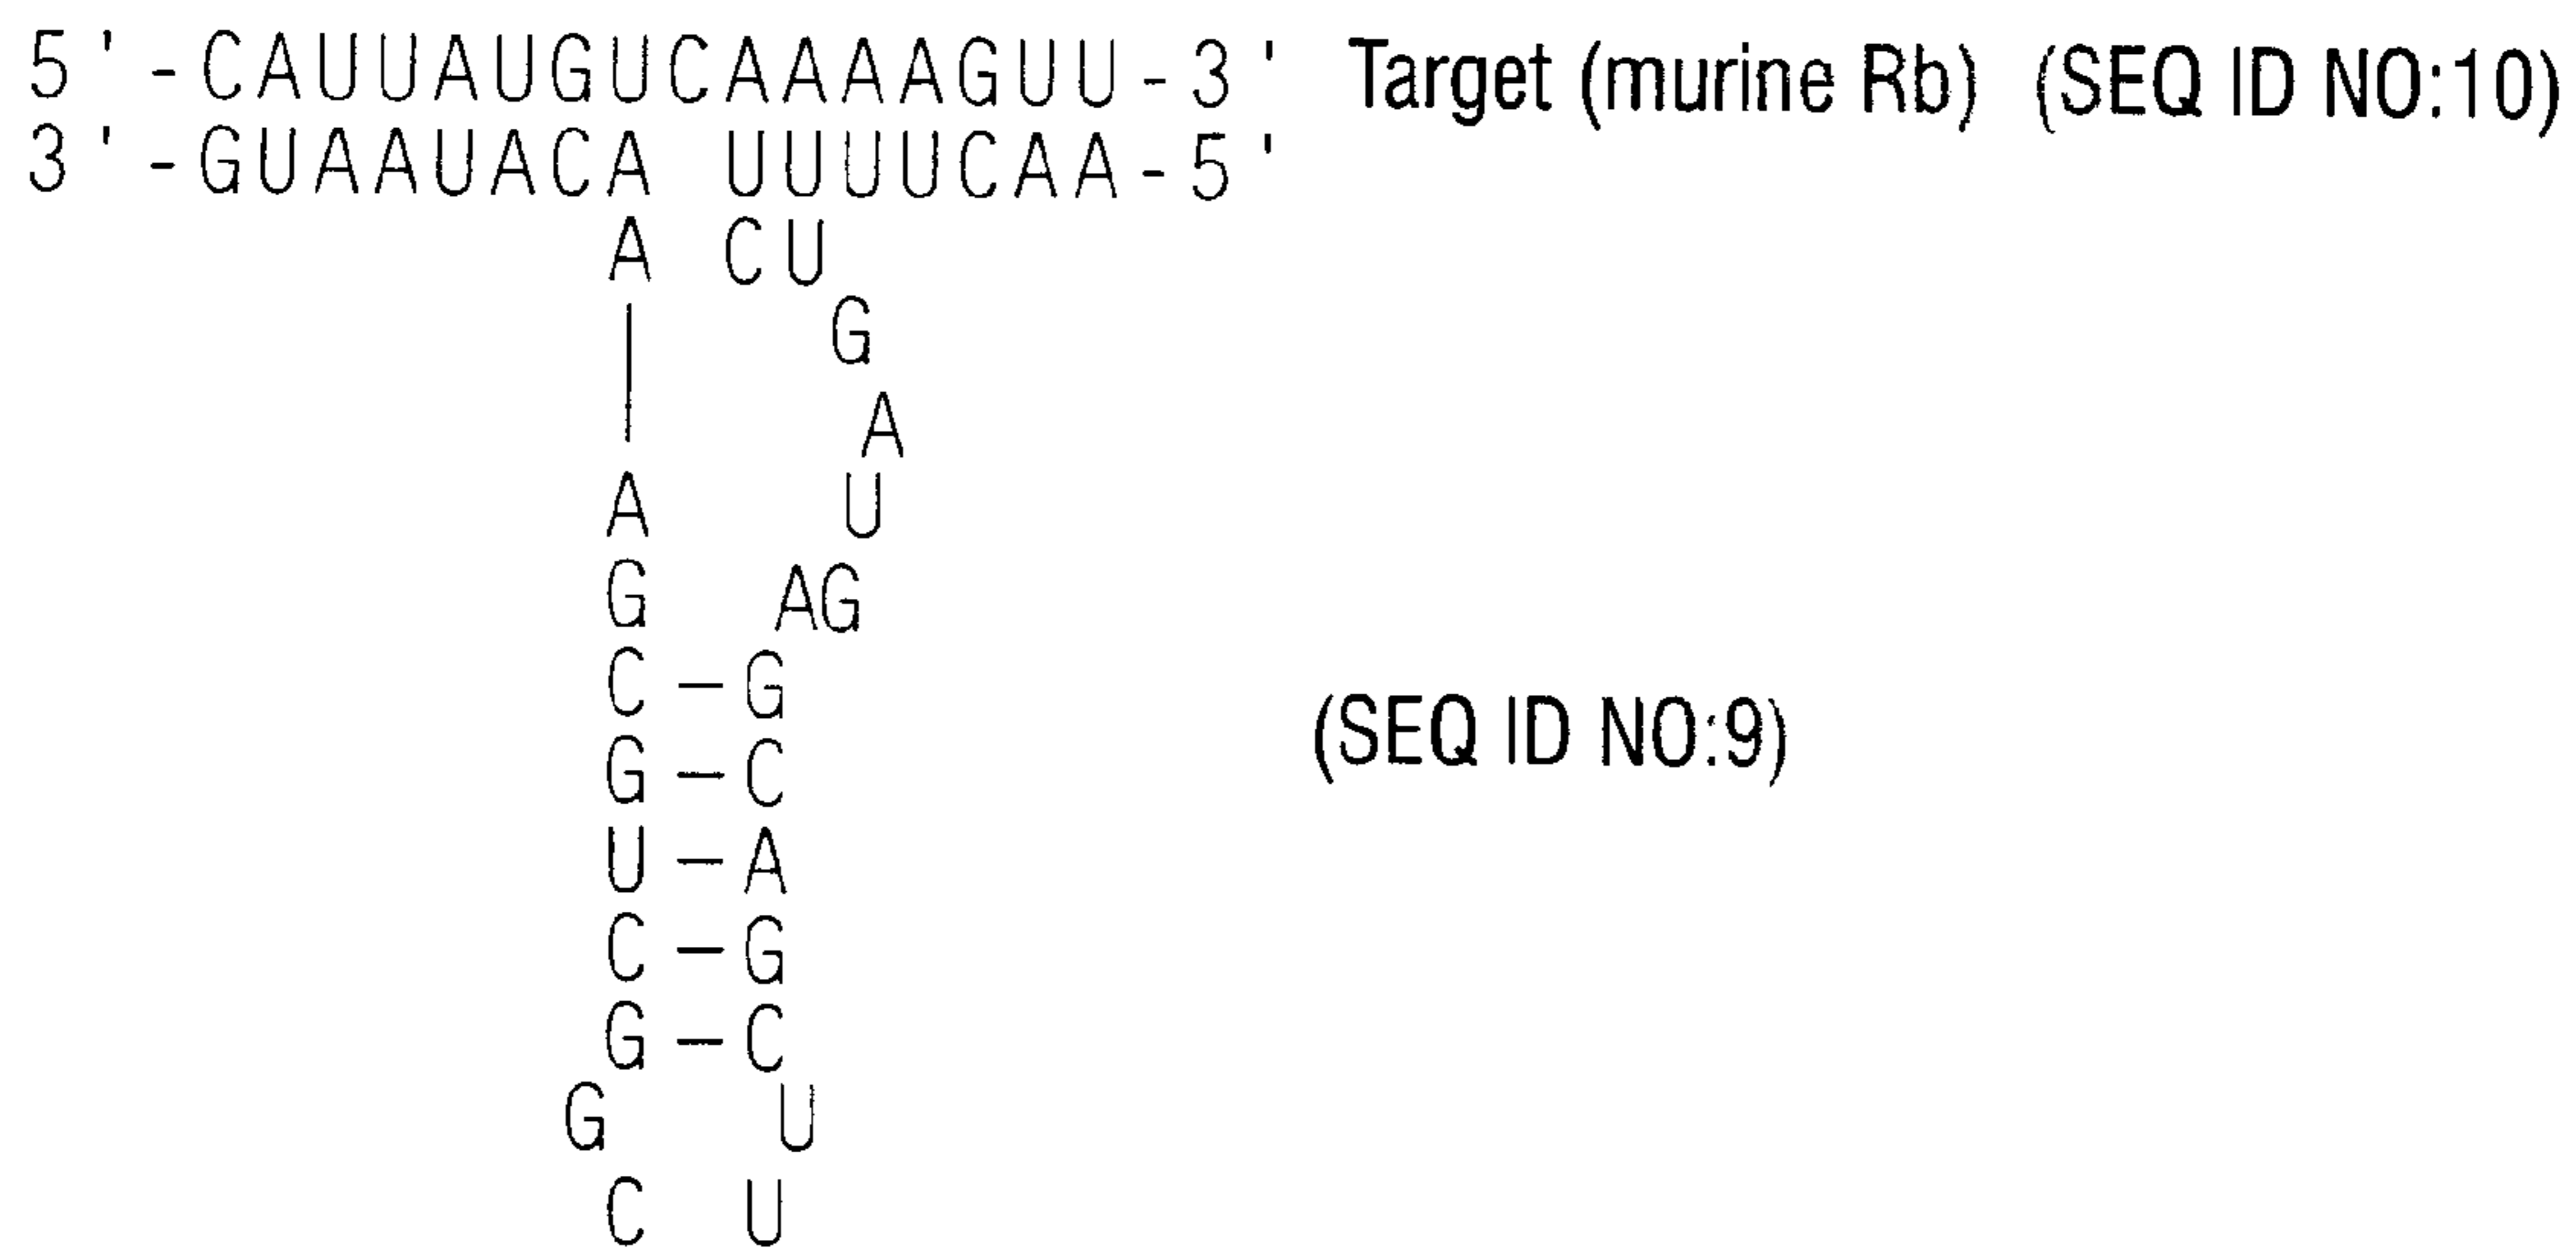 5'-CAUUAUGUCAAAAGUU-3' Target (murine Rb) (SEQ ID NO:10)
3'-GUAAUACA UUUUCAA-5'
A CU
G
A
A U
G AG
C - G
G - C (SEQ ID NO:9)
U - A
C - G
G - C
G U
C U